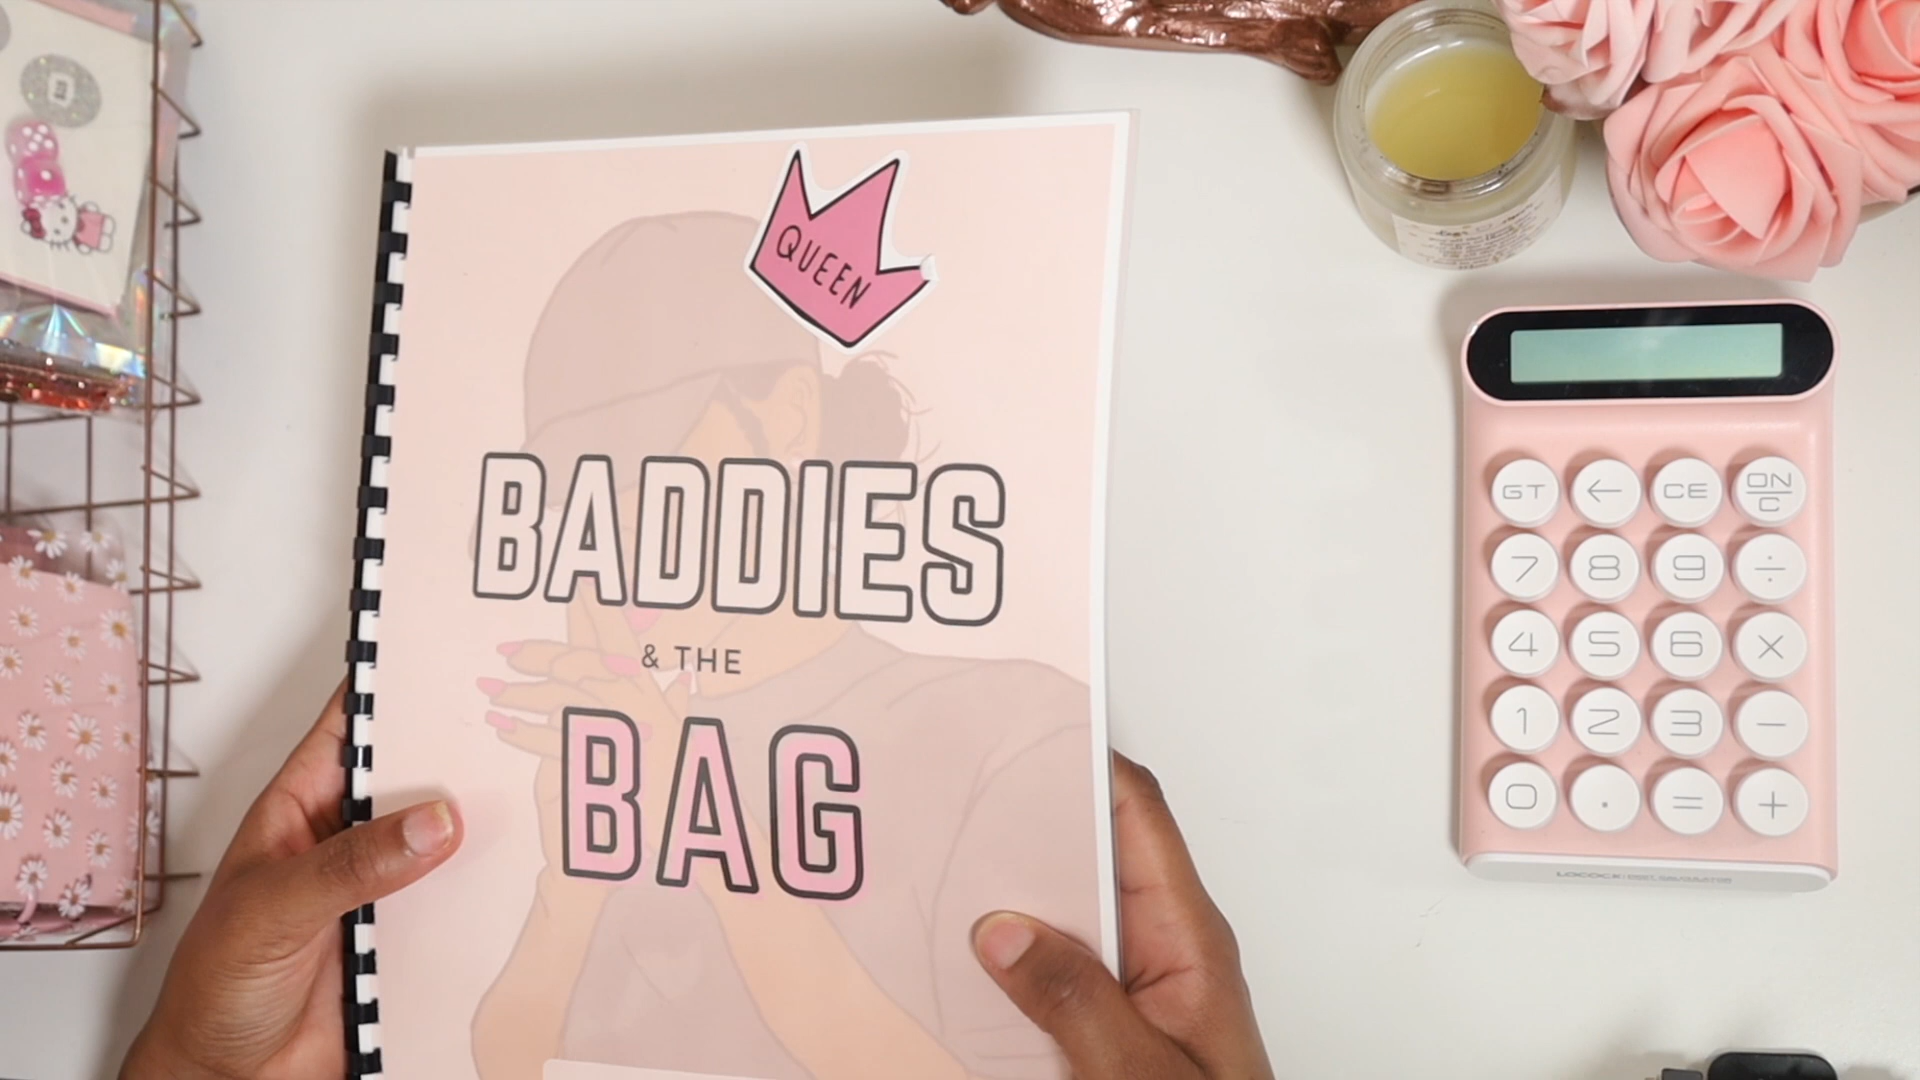 QUEEN
BADDIES
& THE
BAG
GT ← CE ON/C
7 8 9 ÷
4 5 6 ×
1 2 3 −
0 . = +